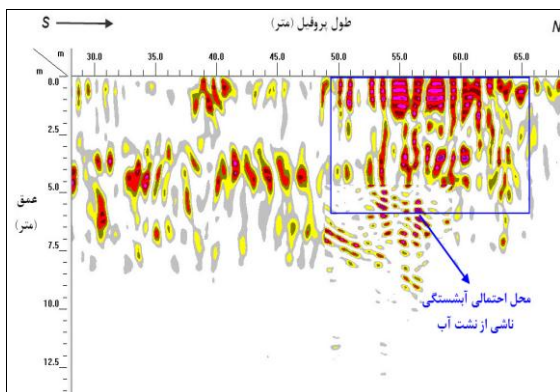 S طول پروفیل (متر) N
m 30.0 35.0 40.0 45.0 50.0 55.0 60.0 65.0
m
0.0
2.5
5.0
عمق
(متر)
7.5
10.0
12.5
محل احتمالی آبشستگی
ناشی از نشت آب